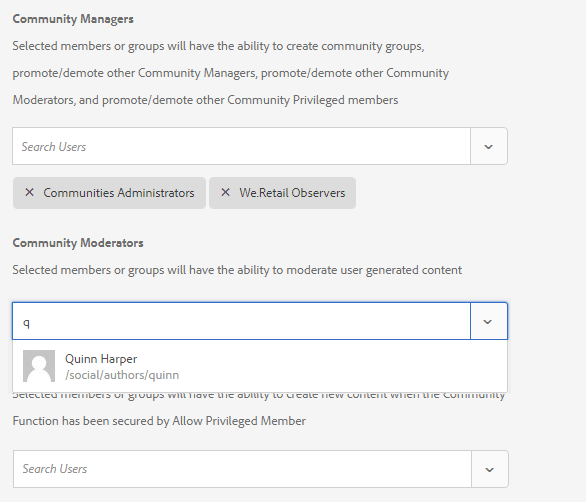 Community Managers
Selected members or groups will have the ability to create community groups,
promote/demote other Community Managers, promote/demote other Community
Moderators, and promote/demote other Community Privileged members
Search Users
× Communities Administrators × We.Retail Observers
Community Moderators
Selected members or groups will have the ability to moderate user generated content
q
Quinn Harper
/social/authors/quinn
Selected members or groups will have the ability to create new content when the Community
Function has been secured by Allow Privileged Member
Search Users